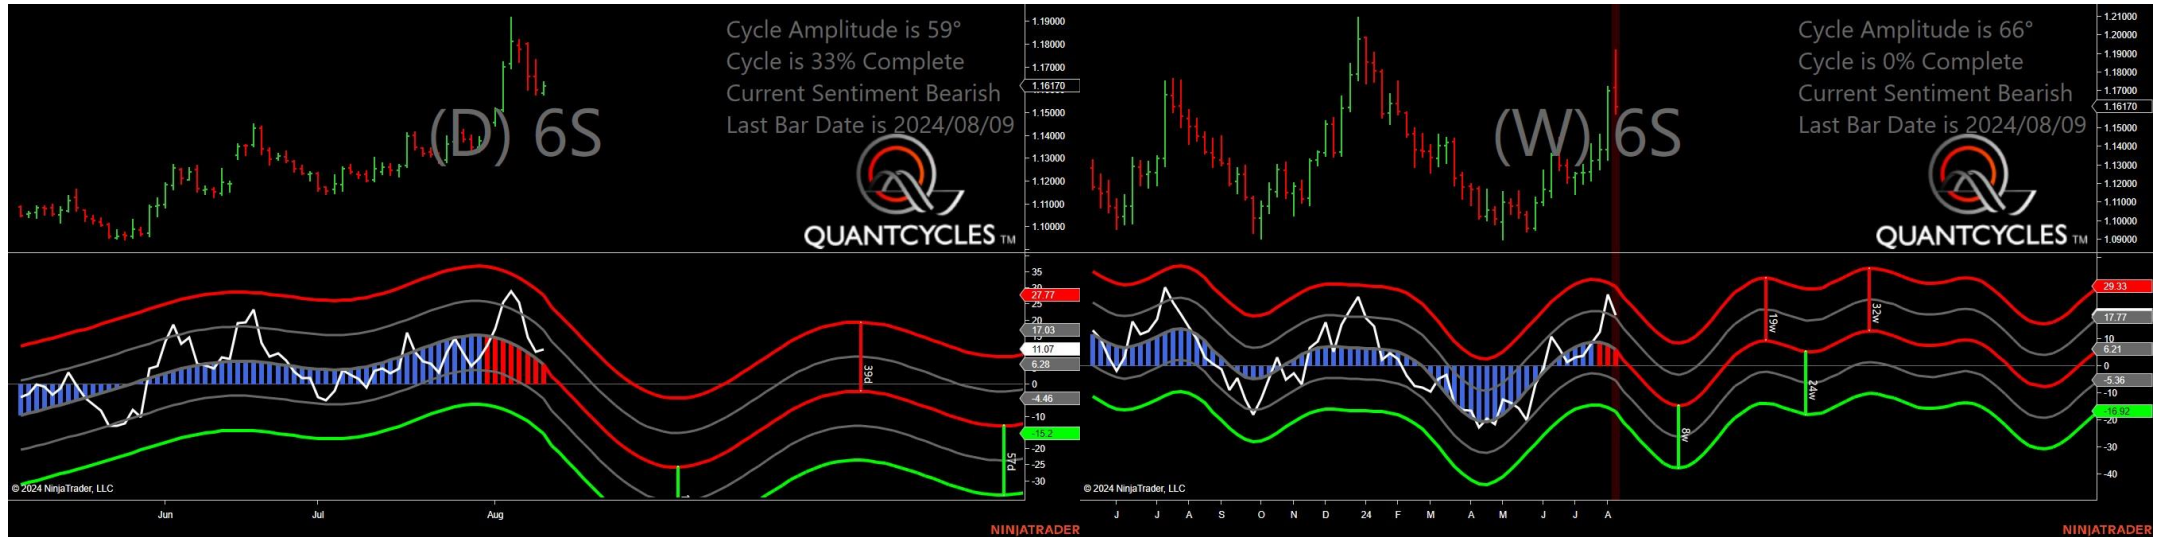 Cycle Amplitude is 59°
Cycle is 33% Complete
Current Sentiment Bearish
Last Bar Date is 2024/08/09
(D) 6S
QUANTCYCLES TM
1.19000
1.18000
1.17000
1.16170
1.15000
1.14000
1.13000
1.12000
1.11000
1.10000
35
30
27.77
25
20
17.03
15
11.07
6.28
0
-4.46
-10
-15.2
-20
-25
-30
39d
57d
© 2024 NinjaTrader, LLC
Jun
Jul
Aug
NINJATRADER
Cycle Amplitude is 66°
Cycle is 0% Complete
Current Sentiment Bearish
Last Bar Date is 2024/08/09
(W) 6S
QUANTCYCLES TM
1.21000
1.20000
1.19000
1.18000
1.17000
1.16170
1.15000
1.14000
1.13000
1.12000
1.11000
1.10000
1.09000
29.33
17.77
10
6.21
0
-5.36
-10
-16.92
-20
-30
-40
19w
32w
24w
8w
© 2024 NinjaTrader, LLC
J
J
A
S
O
N
D
24
F
M
A
M
J
J
A
NINJATRADER